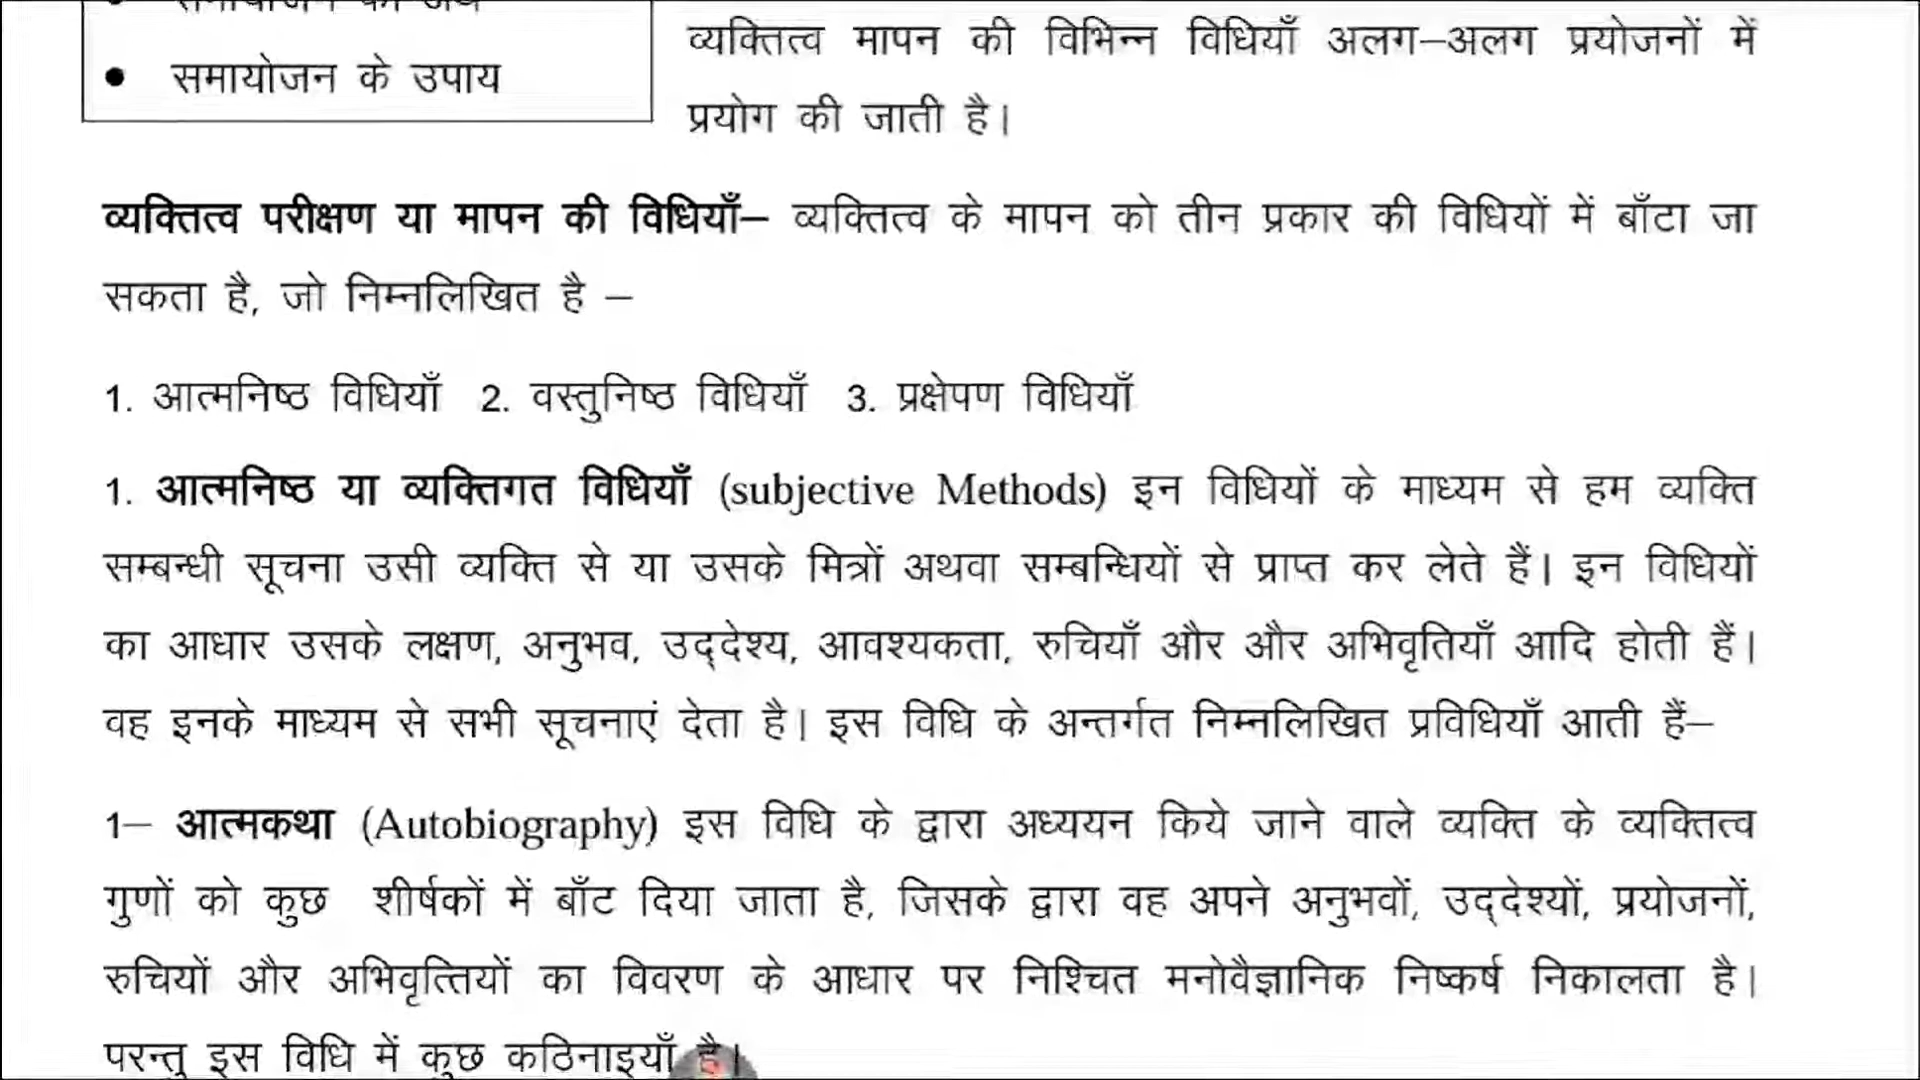 • समायोजन के उपाय
व्यक्तित्व मापन की विभिन्न विधियाँ अलग–अलग प्रयोजनों में
प्रयोग की जाती है।
व्यक्तित्व परीक्षण या मापन की विधियाँ– व्यक्तित्व के मापन को तीन प्रकार की विधियों में बाँटा जा
सकता है, जो निम्नलिखित है –
1. आत्मनिष्ठ विधियाँ 2. वस्तुनिष्ठ विधियाँ 3. प्रक्षेपण विधियाँ
1. आत्मनिष्ठ या व्यक्तिगत विधियाँ (subjective Methods) इन विधियों के माध्यम से हम व्यक्ति
सम्बन्धी सूचना उसी व्यक्ति से या उसके मित्रों अथवा सम्बन्धियों से प्राप्त कर लेते हैं। इन विधियों
का आधार उसके लक्षण, अनुभव, उद्‌देश्य, आवश्यकता, रुचियाँ और और अभिवृतियाँ आदि होती हैं।
वह इनके माध्यम से सभी सूचनाएं देता है। इस विधि के अन्तर्गत निम्नलिखित प्रविधियाँ आती हैं–
1– आत्मकथा (Autobiography) इस विधि के द्वारा अध्ययन किये जाने वाले व्यक्ति के व्यक्तित्व
गुणों को कुछ शीर्षकों में बाँट दिया जाता है, जिसके द्वारा वह अपने अनुभवों, उद्‌देश्यों, प्रयोजनों,
रुचियों और अभिवृत्तियों का विवरण के आधार पर निश्चित मनोवैज्ञानिक निष्कर्ष निकालता है।
परन्तु इस विधि में कुछ कठिनाइयाँ है।